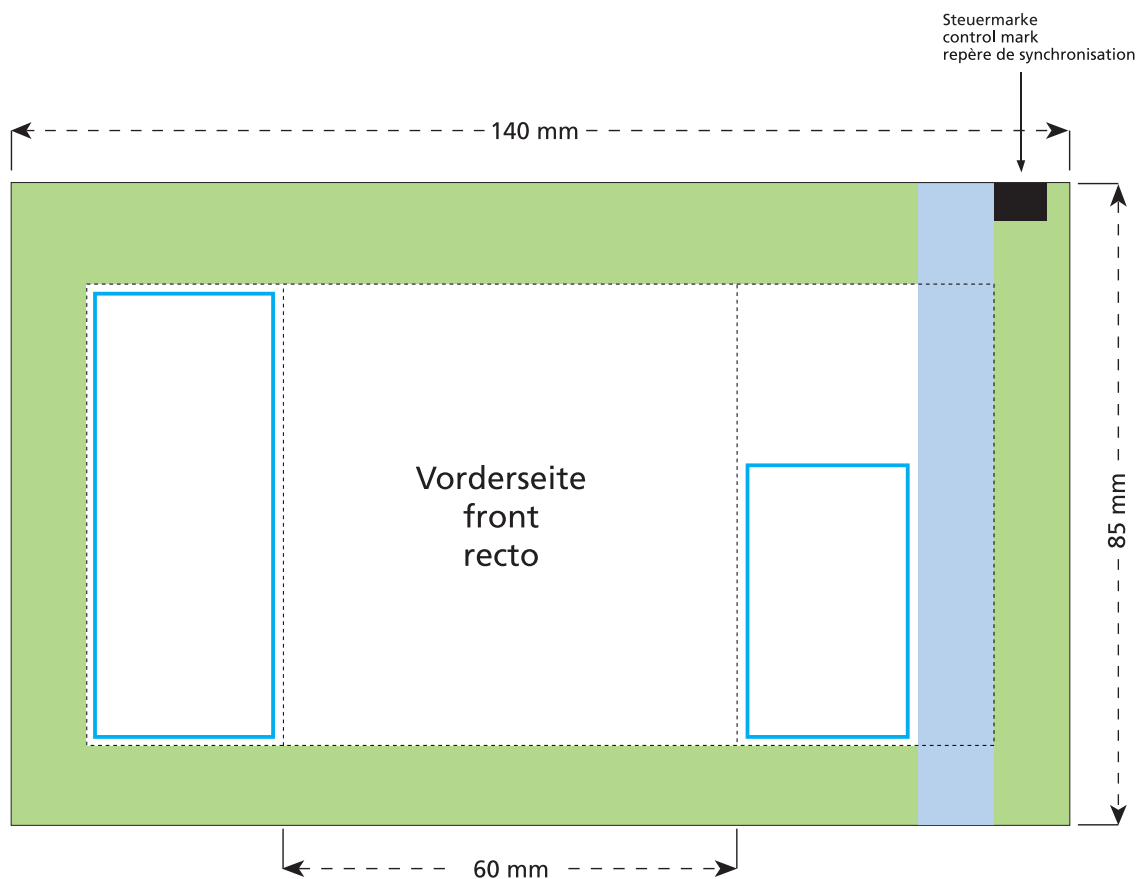 Steuermarke
control mark
repère de synchronisation
140 mm
Vorderseite
front
recto
85 mm
60 mm